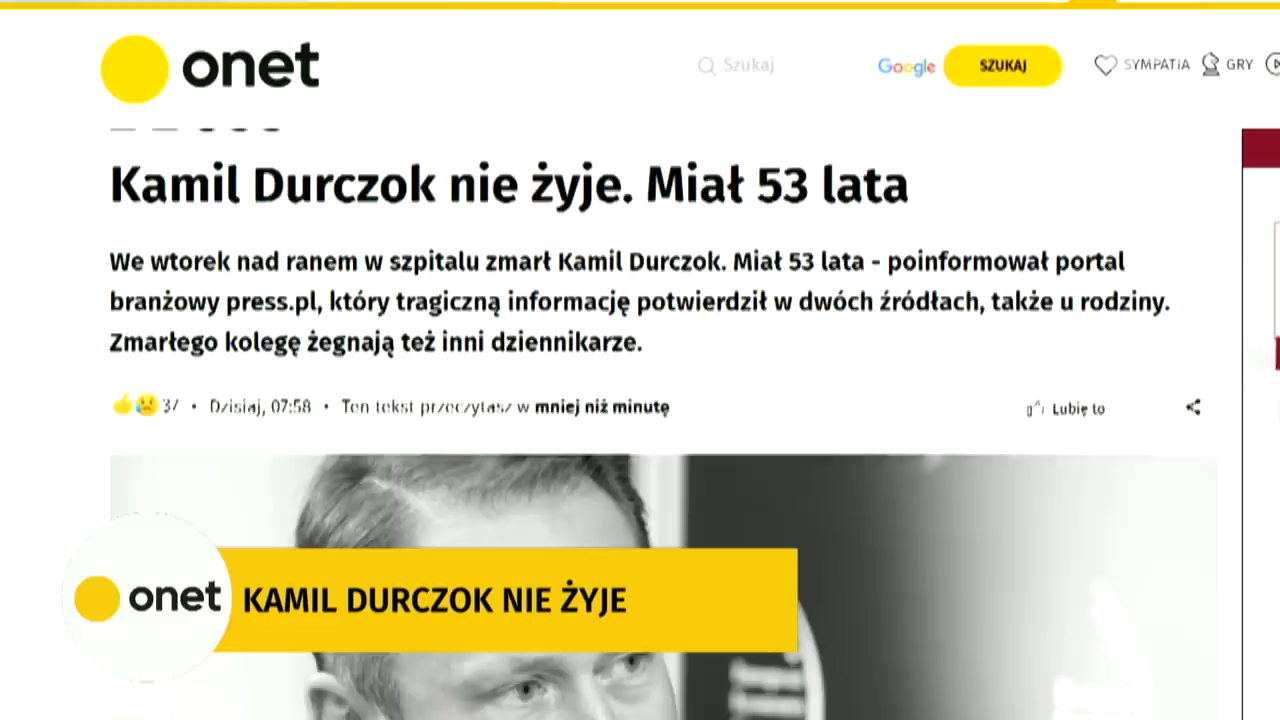 onet
Szukaj
Google
SZUKAJ
SYMPATIA
GRY
Kamil Durczok nie żyje. Miał 53 lata
We wtorek nad ranem w szpitalu zmarł Kamil Durczok. Miał 53 lata - poinformował portal
branżowy press.pl, który tragiczną informację potwierdził w dwóch źródłach, także u rodziny.
Zmarłego kolegę żegnają też inni dziennikarze.
37 • Dzisiaj, 07:58 • Ten tekst przeczytasz w mniej niż minutę
Lubię to
onet
KAMIL DURCZOK NIE ŻYJE